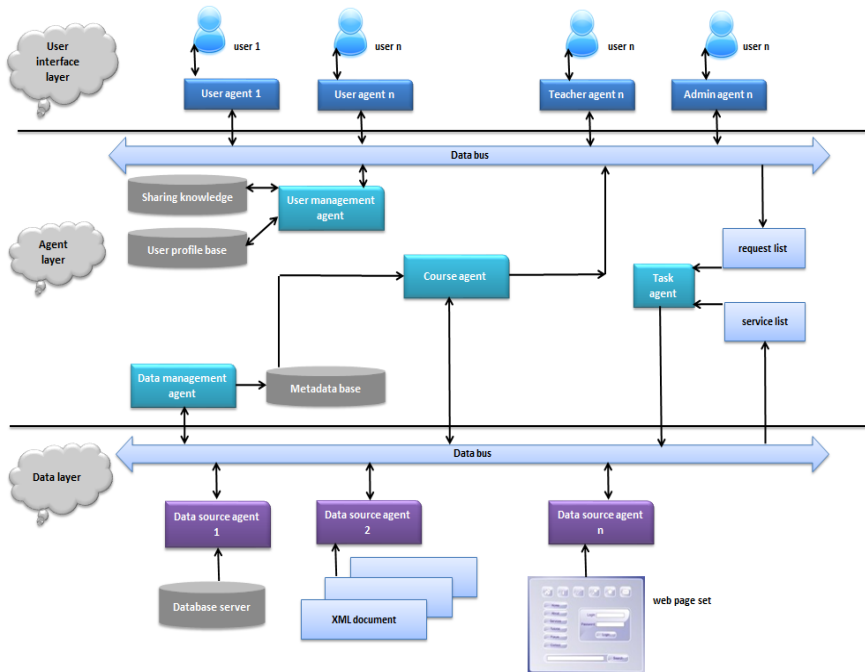 User
interface
layer
user 1
user n
user n
user n
User agent 1
User agent n
Teacher agent n
Admin agent n
Data bus
Sharing knowledge
User management
agent
User profile base
Agent
layer
Course agent
Task
agent
request list
service list
Data management
agent
Metadata base
Data bus
Data layer
Data source agent
1
Data source agent
2
Data source agent
n
Database server
XML document
web page set